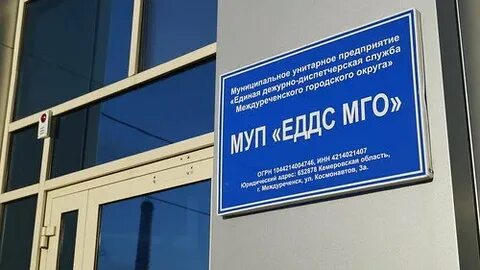 Муниципальное унитарное предприятие
«Единая дежурно-диспетчерская служба
Междуреченского городского округа»
МУП «ЕДДС МГО»
ОГРН 1044214004746, ИНН 4214021407
Юридический адрес: 652878 Кемеровская область,
г. Междуреченск, ул. Космонавтов, 3а.